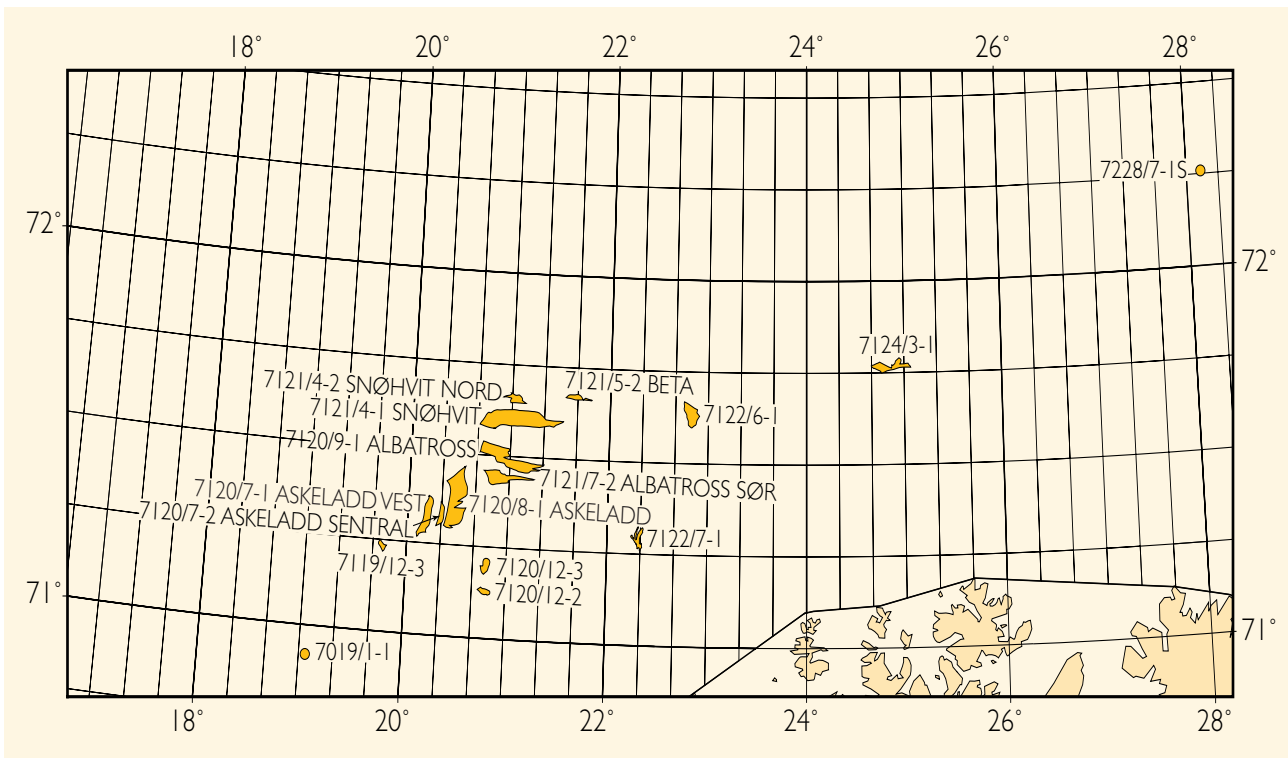 18°
20°
22°
24°
26°
28°
7228/7-1S
72°
72°
7124/3-1
7121/4-2 SNØHVIT NORD
7121/5-2 BETA
7121/4-1 SNØHVIT
7122/6-1
7120/9-1 ALBATROSS
7121/7-2 ALBATROSS SØR
7120/7-1 ASKELADD VEST
7120/8-1 ASKELADD
7120/7-2 ASKELADD SENTRAL
7122/7-1
7119/12-3
7120/12-3
7120/12-2
71°
71°
7019/1-1
18°
20°
22°
24°
26°
28°